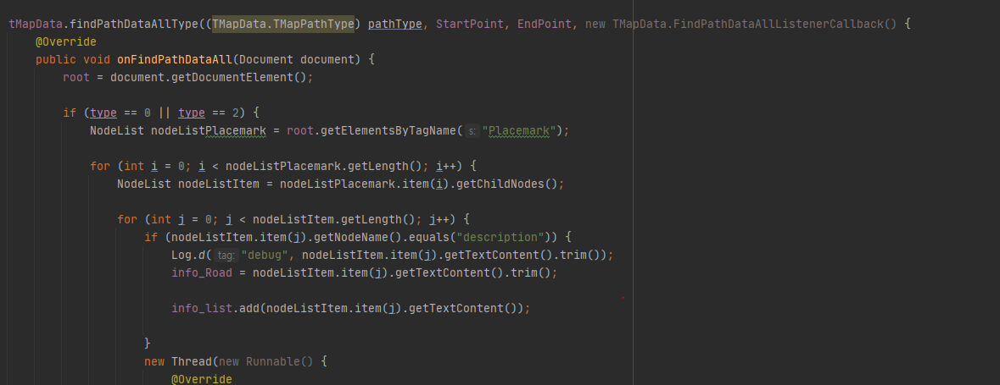 tMapData.findPathDataAllType((TMapData.TMapPathType) pathType, StartPoint, EndPoint, new TMapData.FindPathDataAllListenerCallback() {
@Override
public void onFindPathDataAll(Document document) {
root = document.getDocumentElement();
if (type == 0 || type == 2) {
NodeList nodeListPlacemark = root.getElementsByTagName( s: "Placemark");
for (int i = 0; i < nodeListPlacemark.getLength(); i++) {
NodeList nodeListItem = nodeListPlacemark.item(i).getChildNodes();
for (int j = 0; j < nodeListItem.getLength(); j++) {
if (nodeListItem.item(j).getNodeName().equals("description")) {
Log.d( tag: "debug", nodeListItem.item(j).getTextContent().trim());
info_Road = nodeListItem.item(j).getTextContent().trim();
info_list.add(nodeListItem.item(j).getTextContent());
}
new Thread(new Runnable() {
@Override